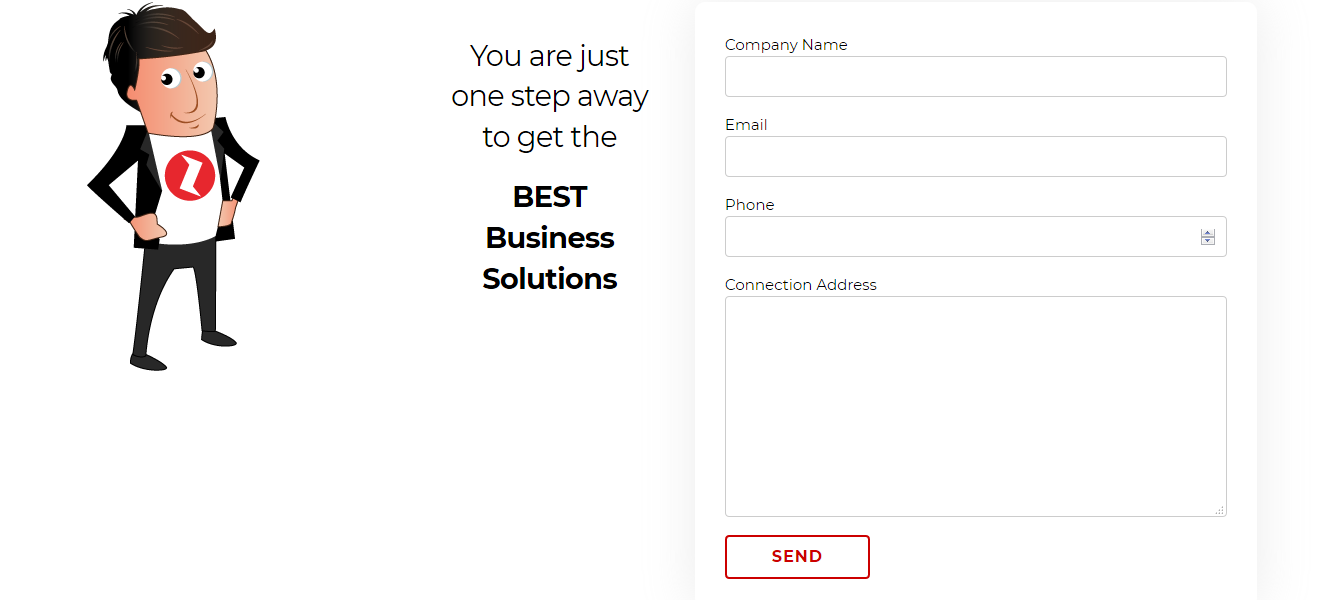 You are just
one step away
to get the
BEST
Business
Solutions
Company Name
Email
Phone
Connection Address
SEND